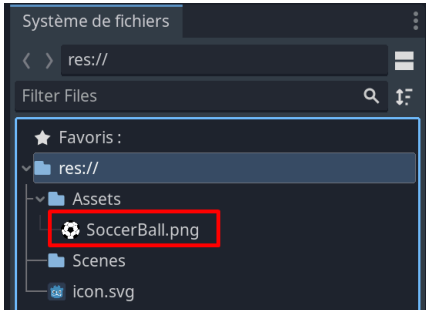 Système de fichiers
res://
Filter Files
Favoris :
res://
Assets
SoccerBall.png
Scenes
icon.svg